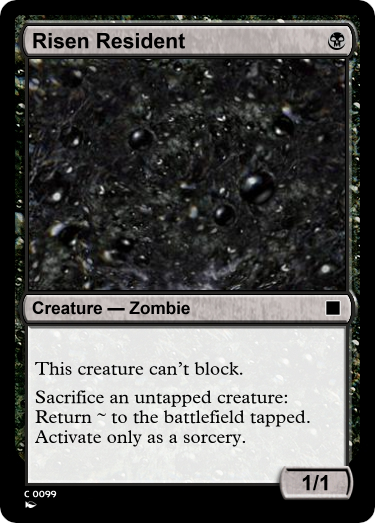 Risen Resident
Creature — Zombie
This creature can't block.
Sacrifice an untapped creature:
Return ~ to the battlefield tapped.
Activate only as a sorcery.
1/1
C 0099